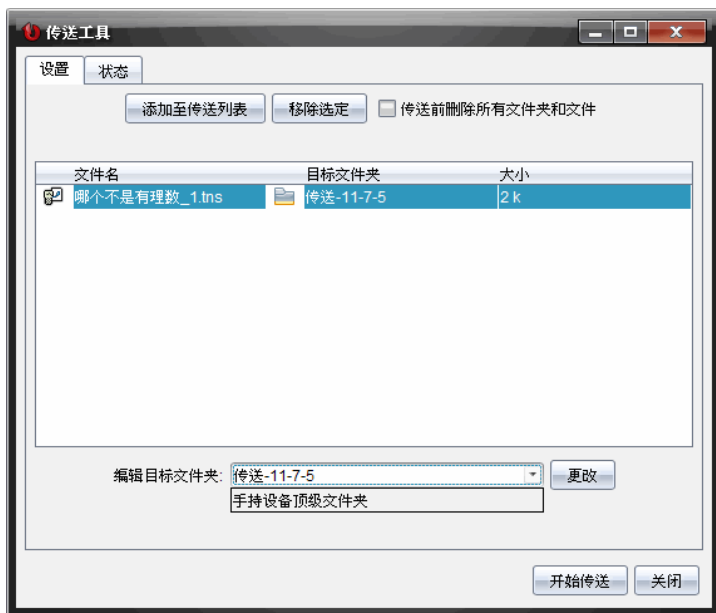 传送工具
设置 状态
添加至传送列表 移除选定 传送前删除所有文件夹和文件
文件名 目标文件夹 大小
哪个不是有理数_1.tns 传送-11-7-5 2 k
编辑目标文件夹: 传送-11-7-5 更改
手持设备顶级文件夹
开始传送 关闭